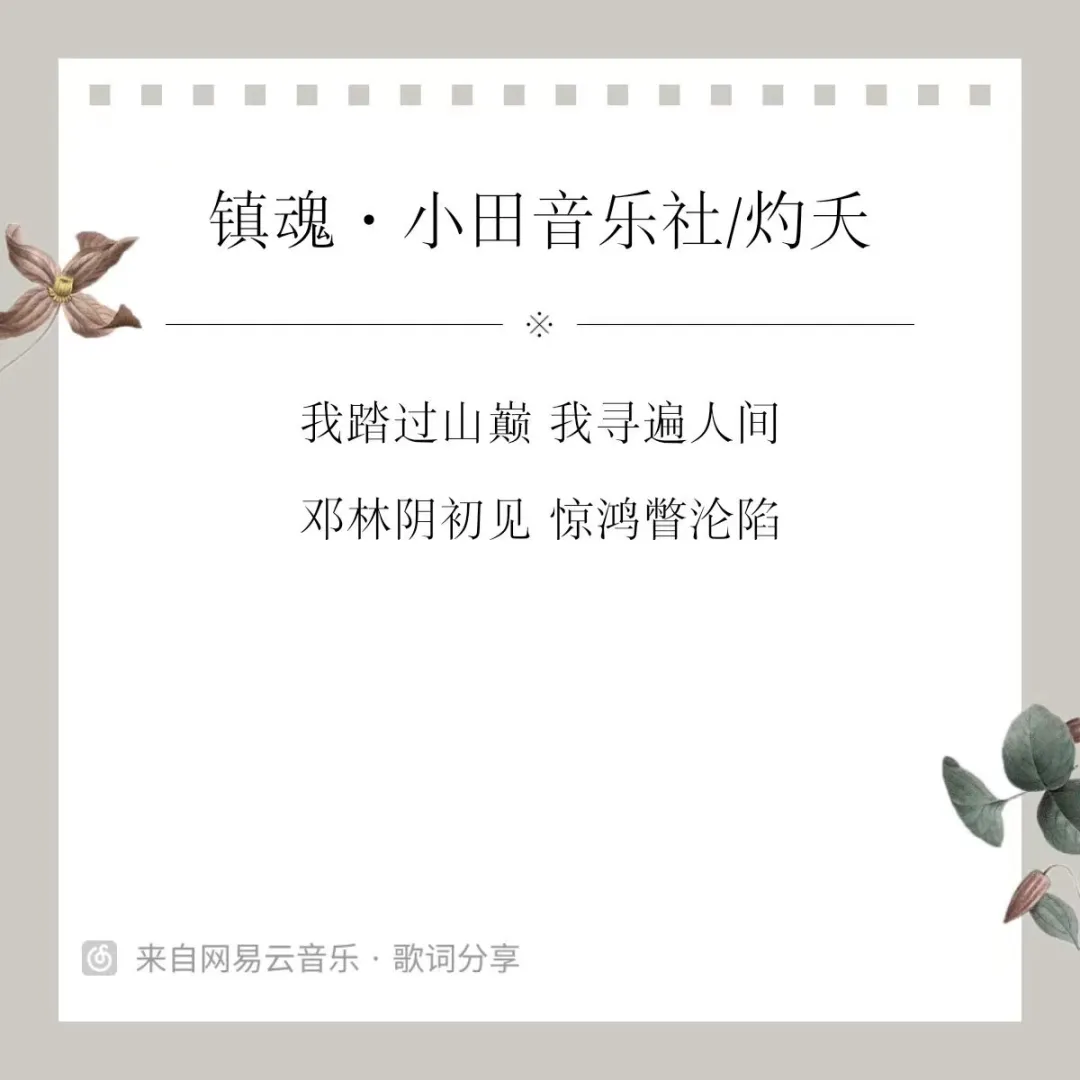 镇魂·小田音乐社/灼夭
※
我踏过山巅 我寻遍人间
邓林阴初见 惊鸿瞥沦陷
来自网易云音乐·歌词分享